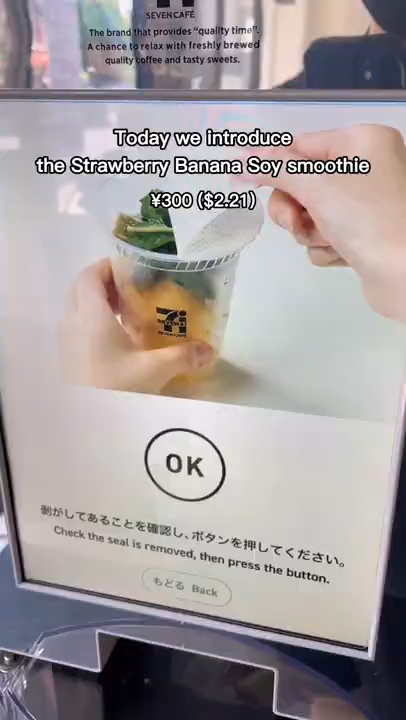 SEVEN CAFÉ
The brand that provides "quality time".
A chance to relax with freshly brewed
quality coffee and tasty sweets.
Today we introduce
the Strawberry Banana Soy smoothie
¥300 ($2.21)
OK
剥がしてあることを確認し、ボタンを押してください。
Check the seal is removed, then press the button.
もどる Back